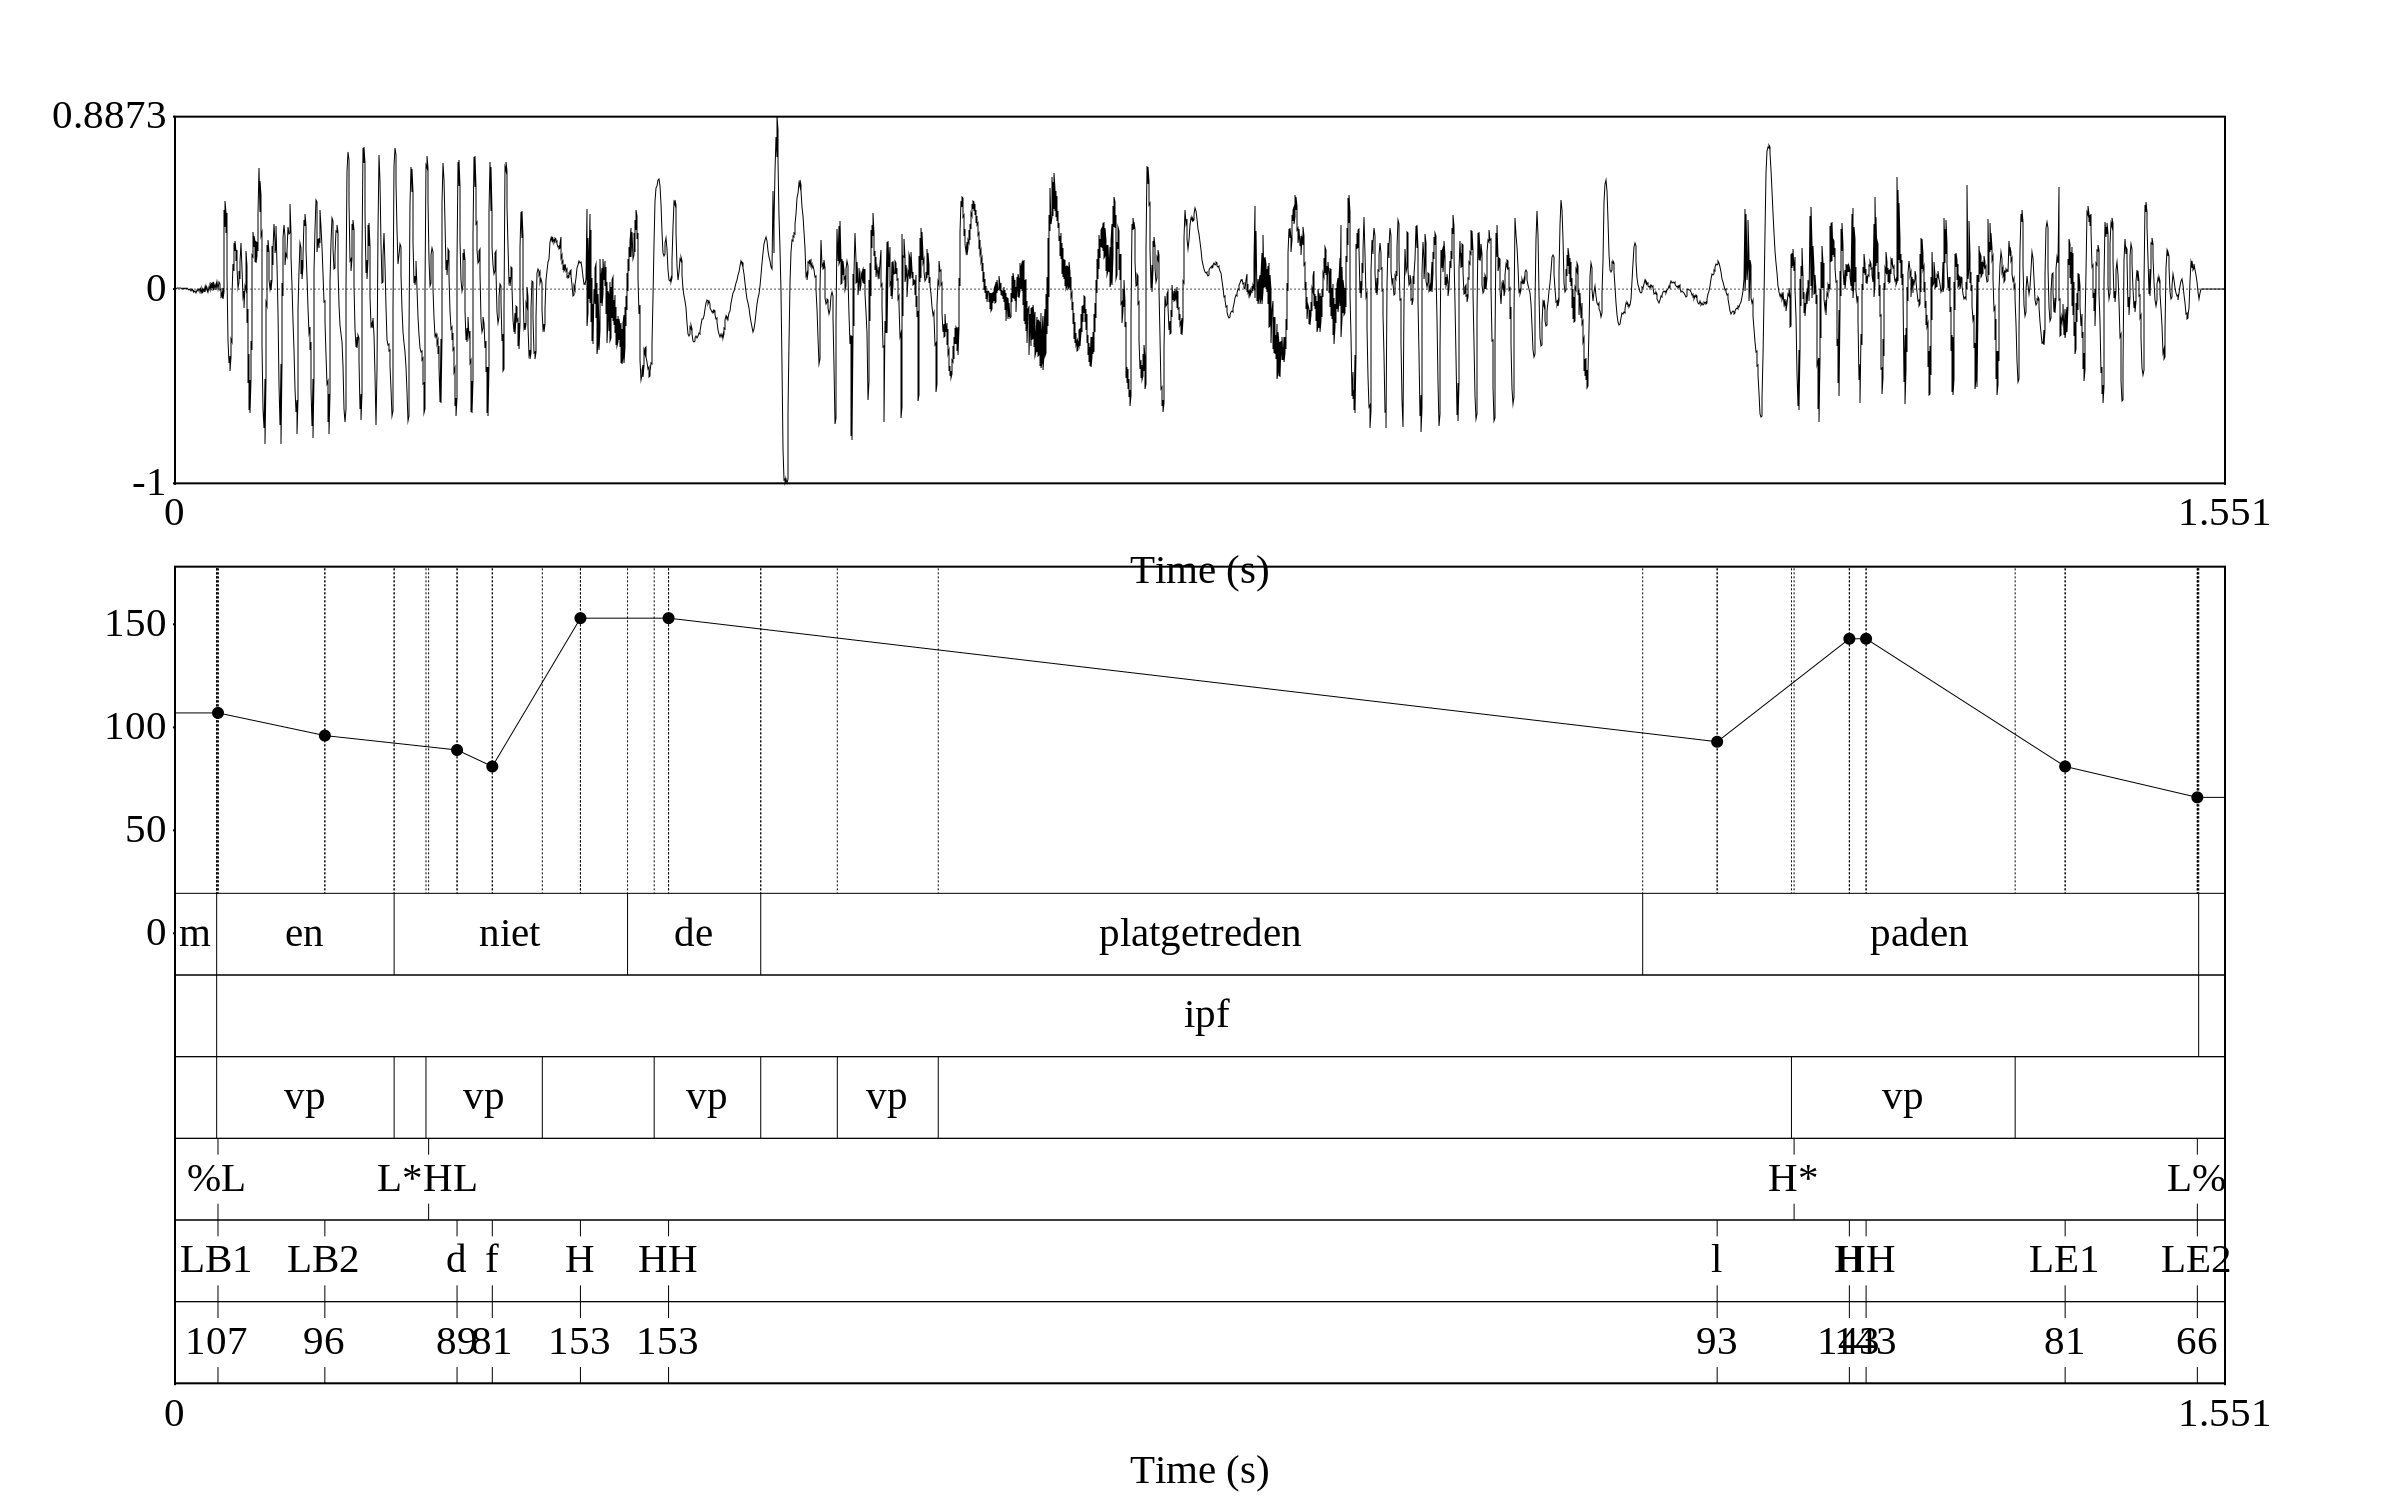 0.8873
0
-1
0 1.551
Time (s)
150
100
50
0
m en niet de platgetreden paden
ipf
vp vp vp vp vp
%L L*HL H* L%
LB1 LB2 d f H HH l H HH LE1 LE2
107 96 89 81 153 153 93 143 143 81 66
0 1.551
Time (s)